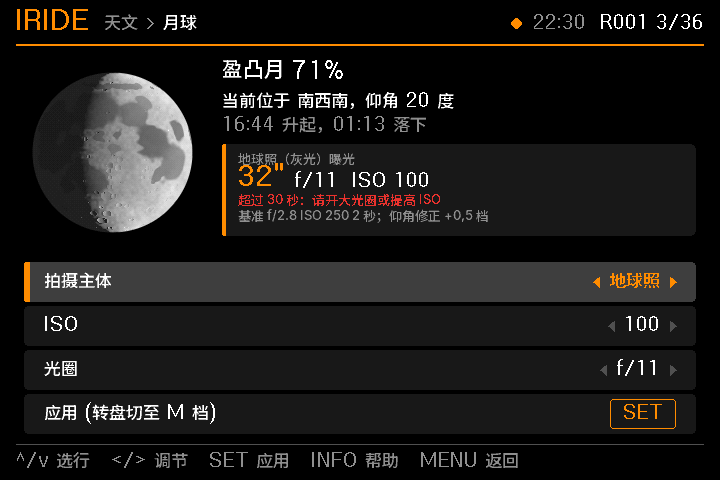 IRIDE 天文 > 月球 ◆ 22:30 R001 3/36
盈凸月 71%
当前位于 南西南，仰角 20 度
16:44 升起，01:13 落下
地球照（灰光）曝光
32" f/11 ISO 100
超过 30 秒：请开大光圈或提高 ISO
基准 f/2.8 ISO 250 2 秒；仰角修正 +0,5 档
拍摄主体 ◀ 地球照 ▶
ISO ◀ 100 ▶
光圈 ◀ f/11 ▶
应用 (转盘切至 M 档) SET
^/v 选行 </> 调节 SET 应用 INFO 帮助 MENU 返回